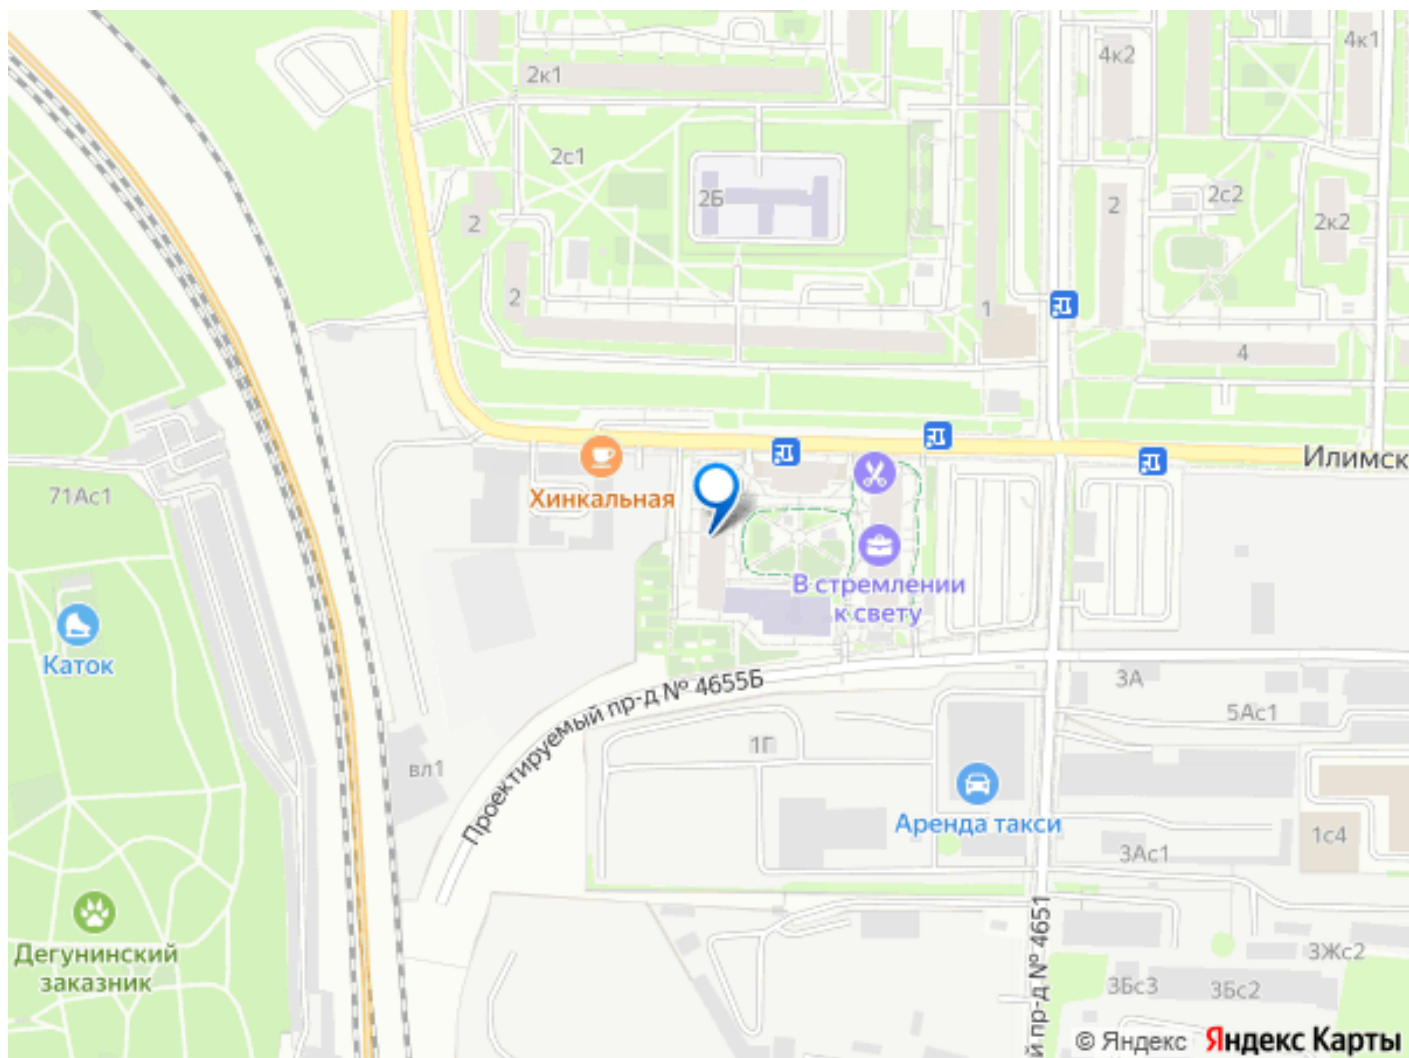 2к1
4к2
4к1
2с1
2Б
2
2
2с2
2к2
2
1
4
Илимск
71Ас1
Хинкальная
В стремлении
к свету
Каток
Проектируемый пр-д № 4655Б
3А
5Ас1
1Г
вл1
Аренда такси
1с4
3Ас1
й пр-д № 4651
Дегунинский
заказник
3Жс2
3Бс3
3Бс2
© Яндекс Яндекс Карты